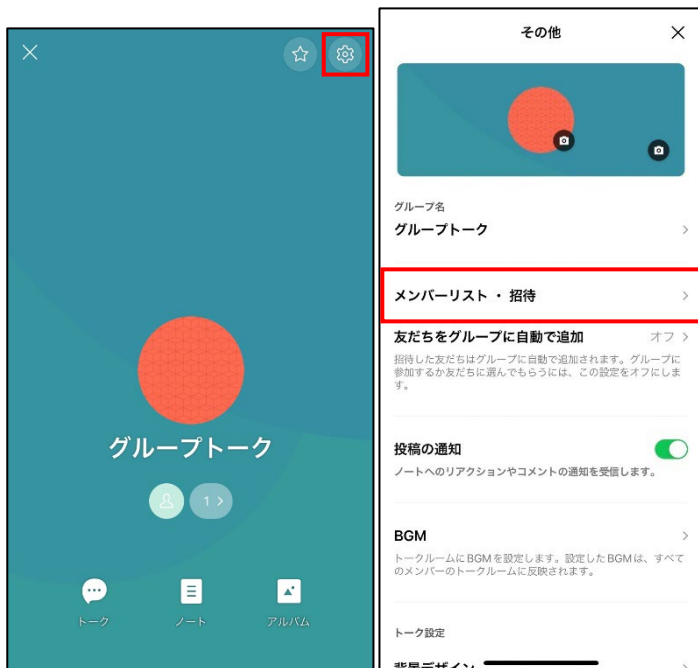 グループトーク
1 >
トーク
ノート
アルバム
その他
グループ名
グループトーク
メンバーリスト ・ 招待
友だちをグループに自動で追加
オフ
招待した友だちはグループに自動で追加されます。グループに
参加するか友だちに選んでもらうには、この設定をオフにしま
す。
投稿の通知
ノートへのリアクションやコメントの通知を受信します。
BGM
トークルームにBGMを設定します。設定したBGMは、すべて
のメンバーのトークルームに反映されます。
トーク設定
背景デザイン